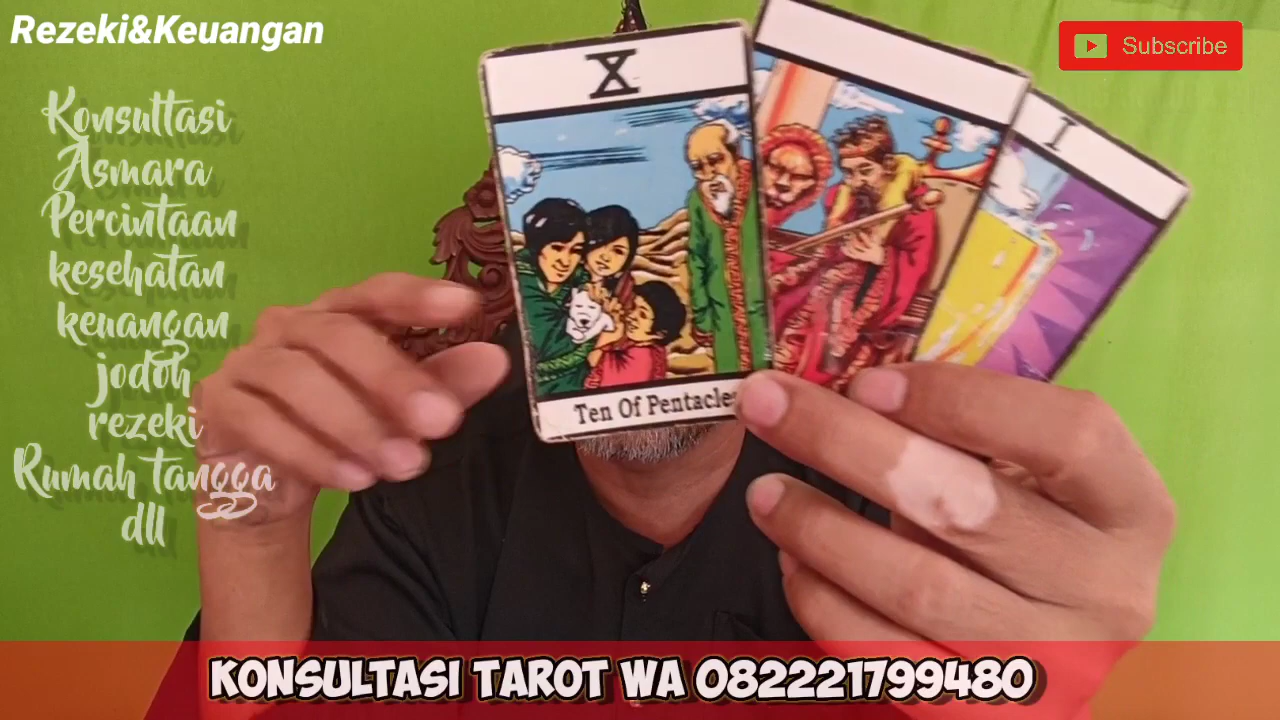 Rezeki&Keuangan
Subscribe
Konsultasi
Asmara
Percintaan
kesehatan
keuangan
jodoh
rezeki
Rumah tangga
dll
X
Ten Of Pentacles
I
KONSULTASI TAROT WA 082221799480